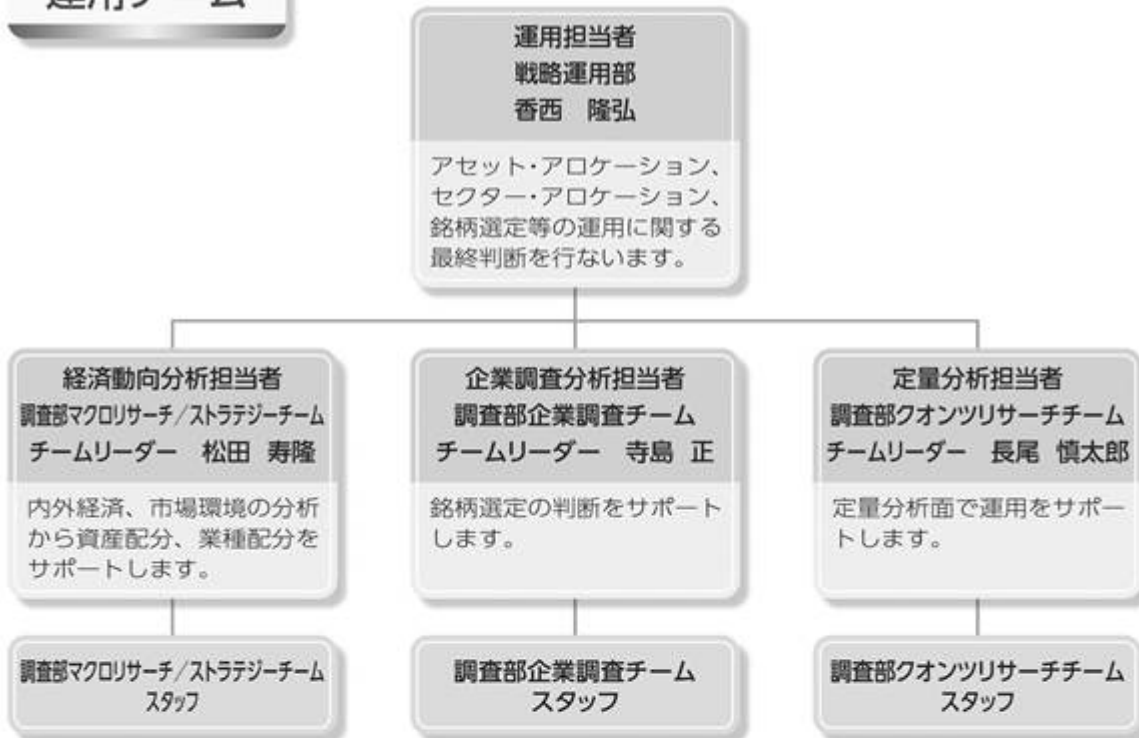 運用チーム
運用担当者
戦略運用部
香西 隆弘
アセット・アロケーション、
セクター・アロケーション、
銘柄選定等の運用に関する
最終判断を行ないます。
経済動向分析担当者
調査部マクロリサーチ/ストラテジーチーム
チームリーダー 松田 寿隆
内外経済、市場環境の分析
から資産配分、業種配分を
サポートします。
企業調査分析担当者
調査部企業調査チーム
チームリーダー 寺島 正
銘柄選定の判断をサポート
します。
定量分析担当者
調査部クオンツリサーチチーム
チームリーダー 長尾 慎太郎
定量分析面で運用をサポー
トします。
調査部マクロリサーチ/ストラテジーチーム
スタッフ
調査部企業調査チーム
スタッフ
調査部クオンツリサーチチーム
スタッフ